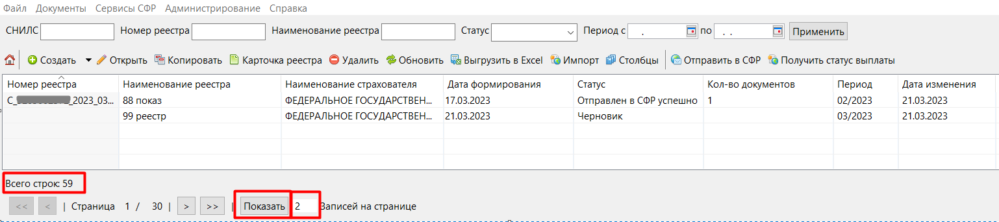 Файл Документы Сервисы СФР Администрирование Справка
СНИЛС Номер реестра Наименование реестра Статус Период с . по . . Применить
Создать Открыть Копировать Карточка реестра Удалить Обновить Выгрузить в Excel Импорт Столбцы Отправить в СФР Получить статус выплаты
Номер реестра Наименование реестра Наименование страхователя Дата формирования Статус Кол-во документов Период Дата изменения
С_ _2023_03... 88 показ ФЕДЕРАЛЬНОЕ ГОСУДАРСТВЕН... 17.03.2023 Отправлен в СФР успешно 1 02/2023 21.03.2023
99 реестр ФЕДЕРАЛЬНОЕ ГОСУДАРСТВЕН... 21.03.2023 Черновик 03/2023 21.03.2023
Всего строк: 59
<< < | Страница 1 / 30 | > >> | Показать 2 Записей на странице